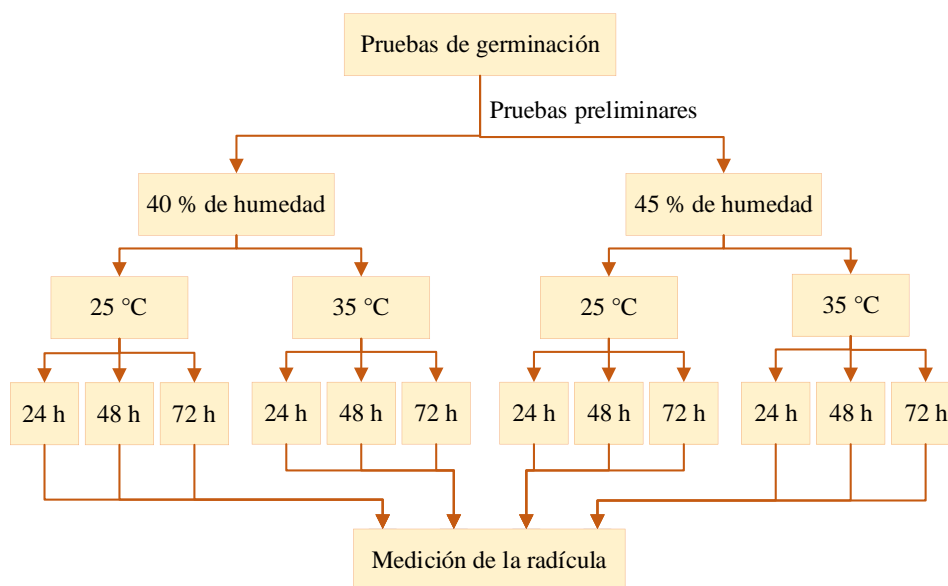 Pruebas de germinación
Pruebas preliminares
40 % de humedad
45 % de humedad
25 °C
35 °C
25 °C
35 °C
24 h
48 h
72 h
24 h
48 h
72 h
24 h
48 h
72 h
24 h
48 h
72 h
Medición de la radícula